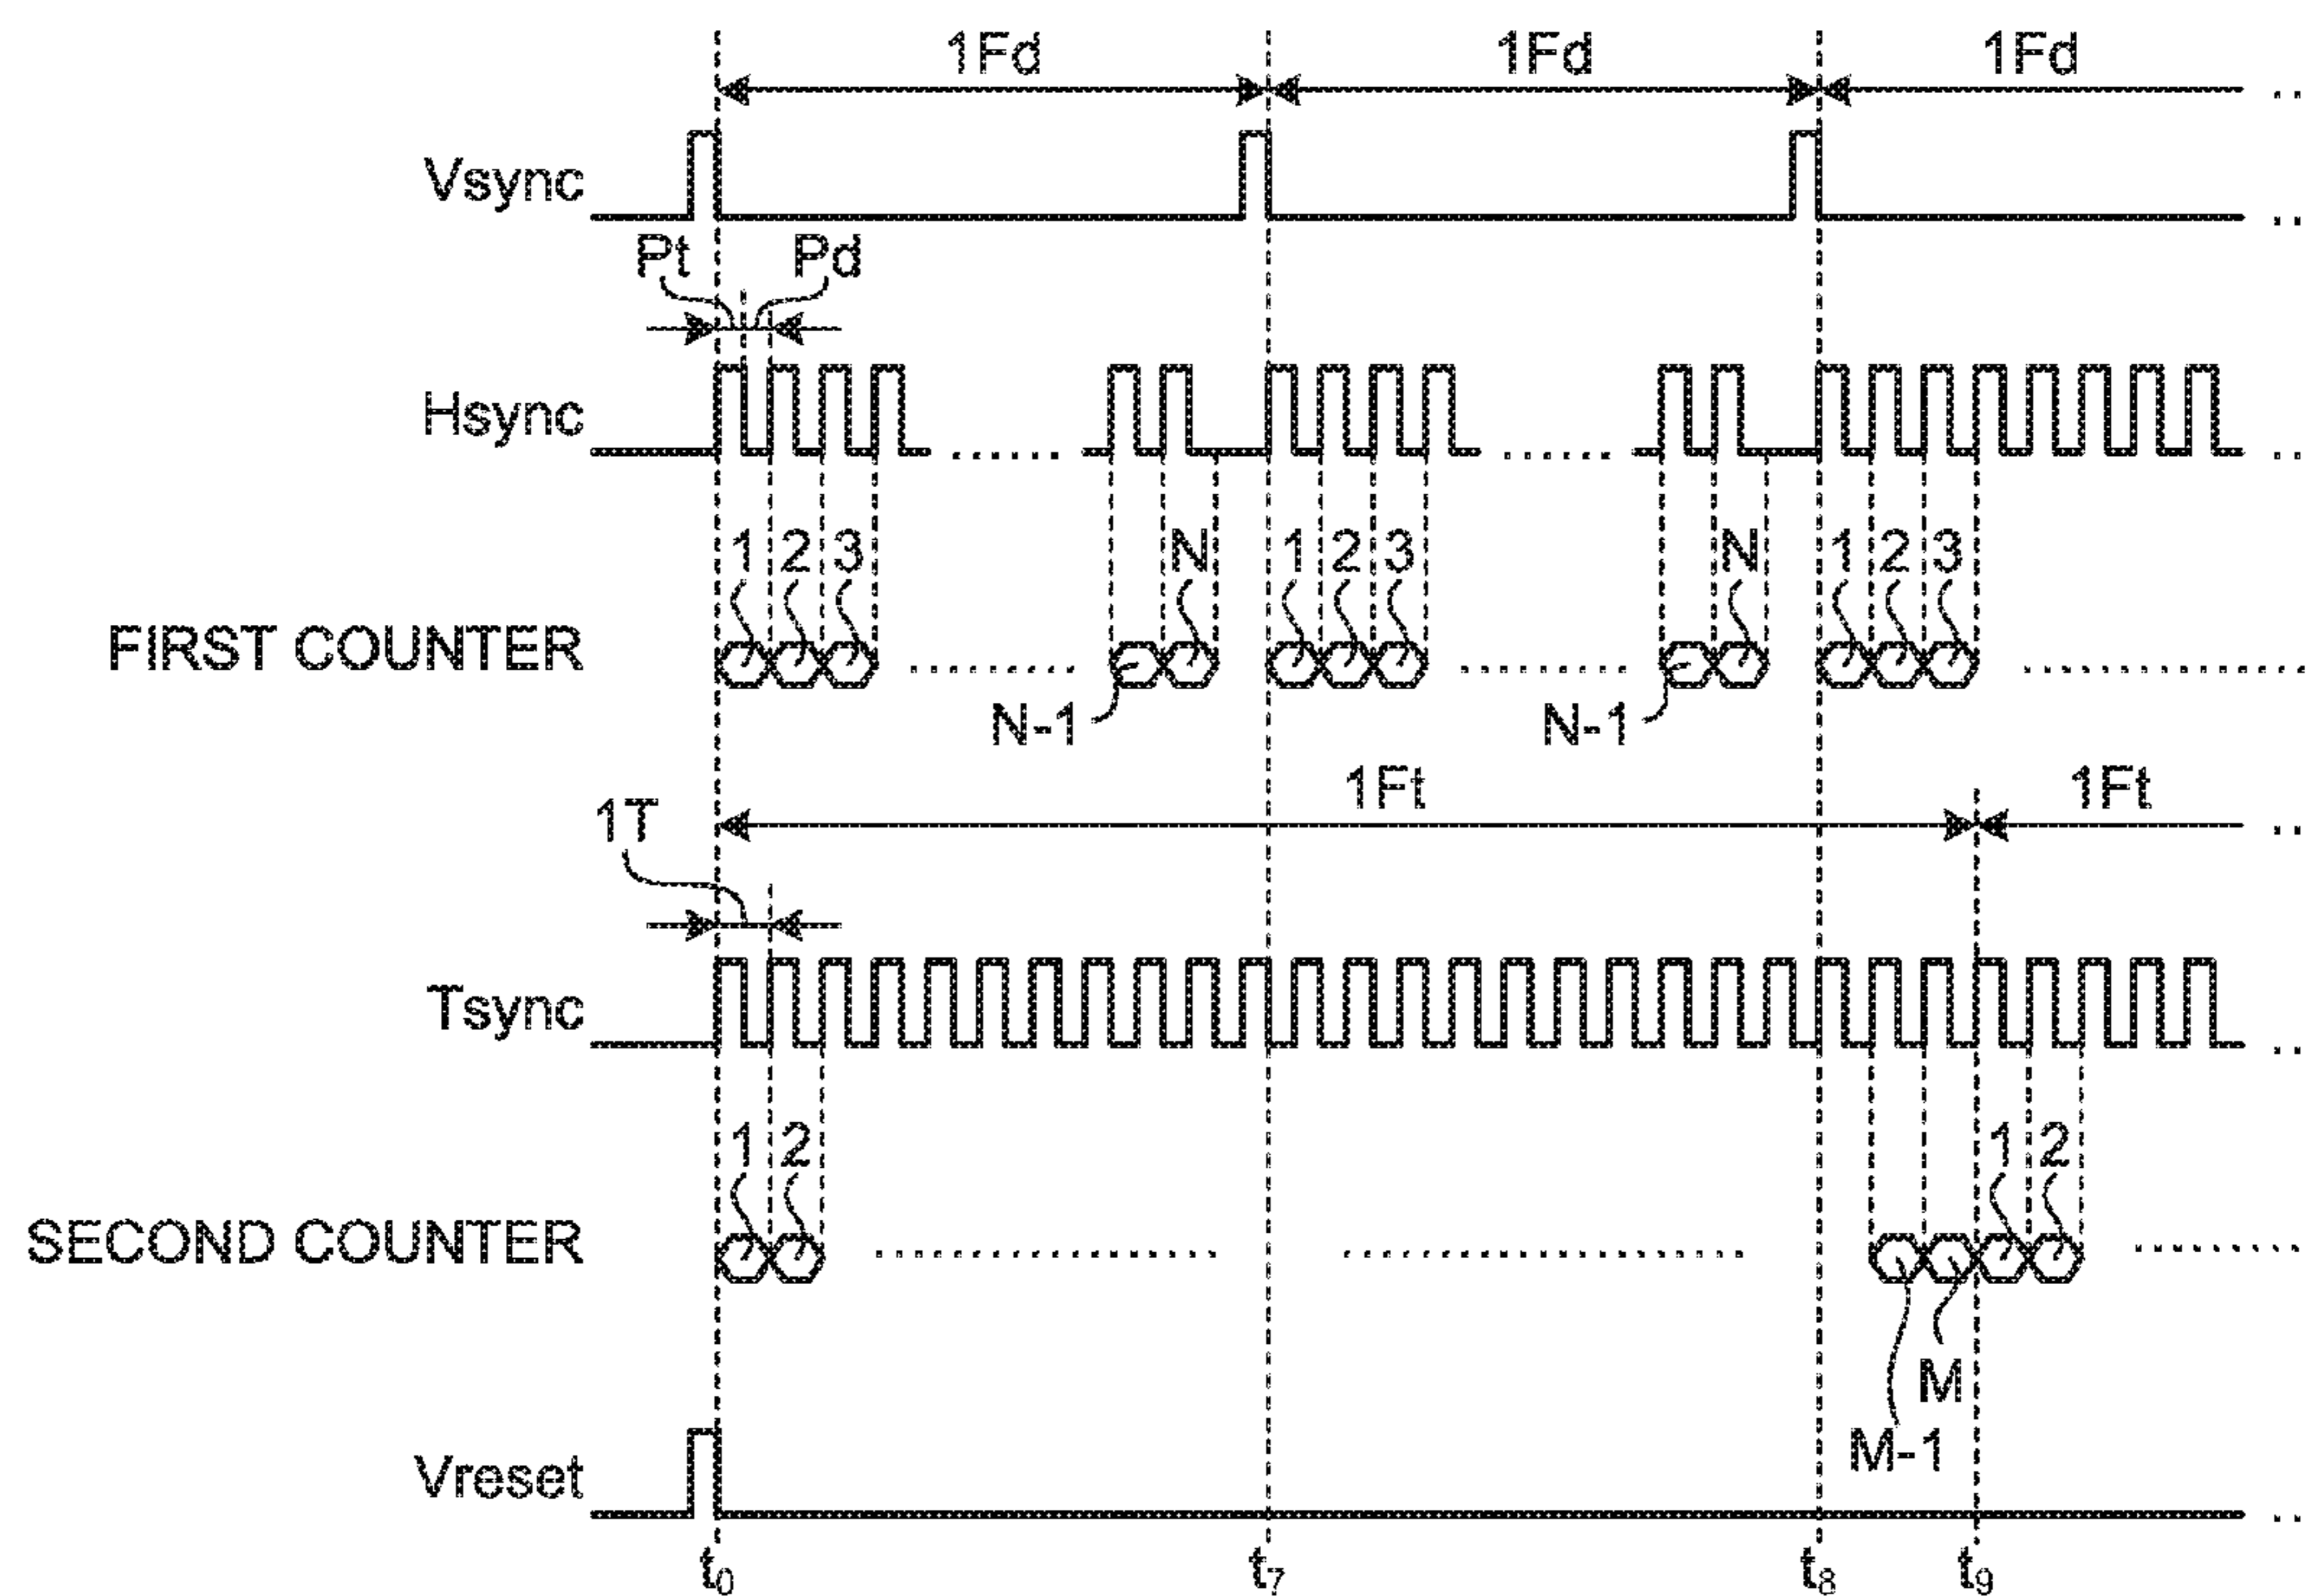 1Fd 1Fd 1Fd
Vsync
Pt Pd
Hsync
1 2 3 N 1 2 3 N 1 2 3
FIRST COUNTER
N-1 N-1
1Ft 1Ft
1T
Tsync
1 2 1 2
SECOND COUNTER
M
M-1
Vreset
t0 t7 t8 t9